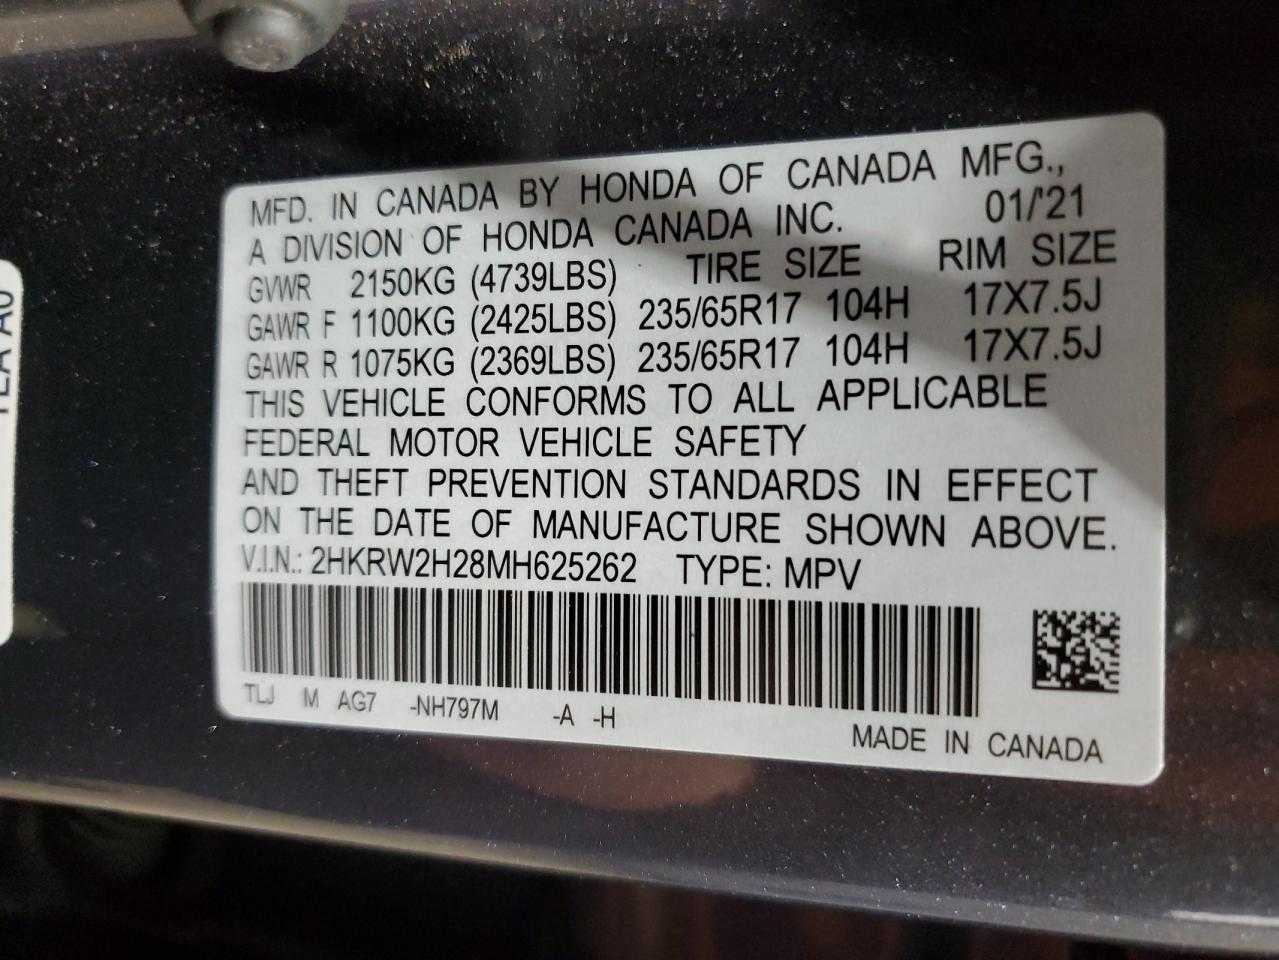 MFD. IN CANADA BY HONDA OF CANADA MFG.,
A DIVISION OF HONDA CANADA INC. 01/'21
GVWR 2150KG (4739LBS) TIRE SIZE RIM SIZE
GAWR F 1100KG (2425LBS) 235/65R17 104H 17X7.5J
GAWR R 1075KG (2369LBS) 235/65R17 104H 17X7.5J
THIS VEHICLE CONFORMS TO ALL APPLICABLE
FEDERAL MOTOR VEHICLE SAFETY
AND THEFT PREVENTION STANDARDS IN EFFECT
ON THE DATE OF MANUFACTURE SHOWN ABOVE.
V.I.N.: 2HKRW2H28MH625262 TYPE: MPV
TLJ M AG7 -NH797M -A -H
MADE IN CANADA